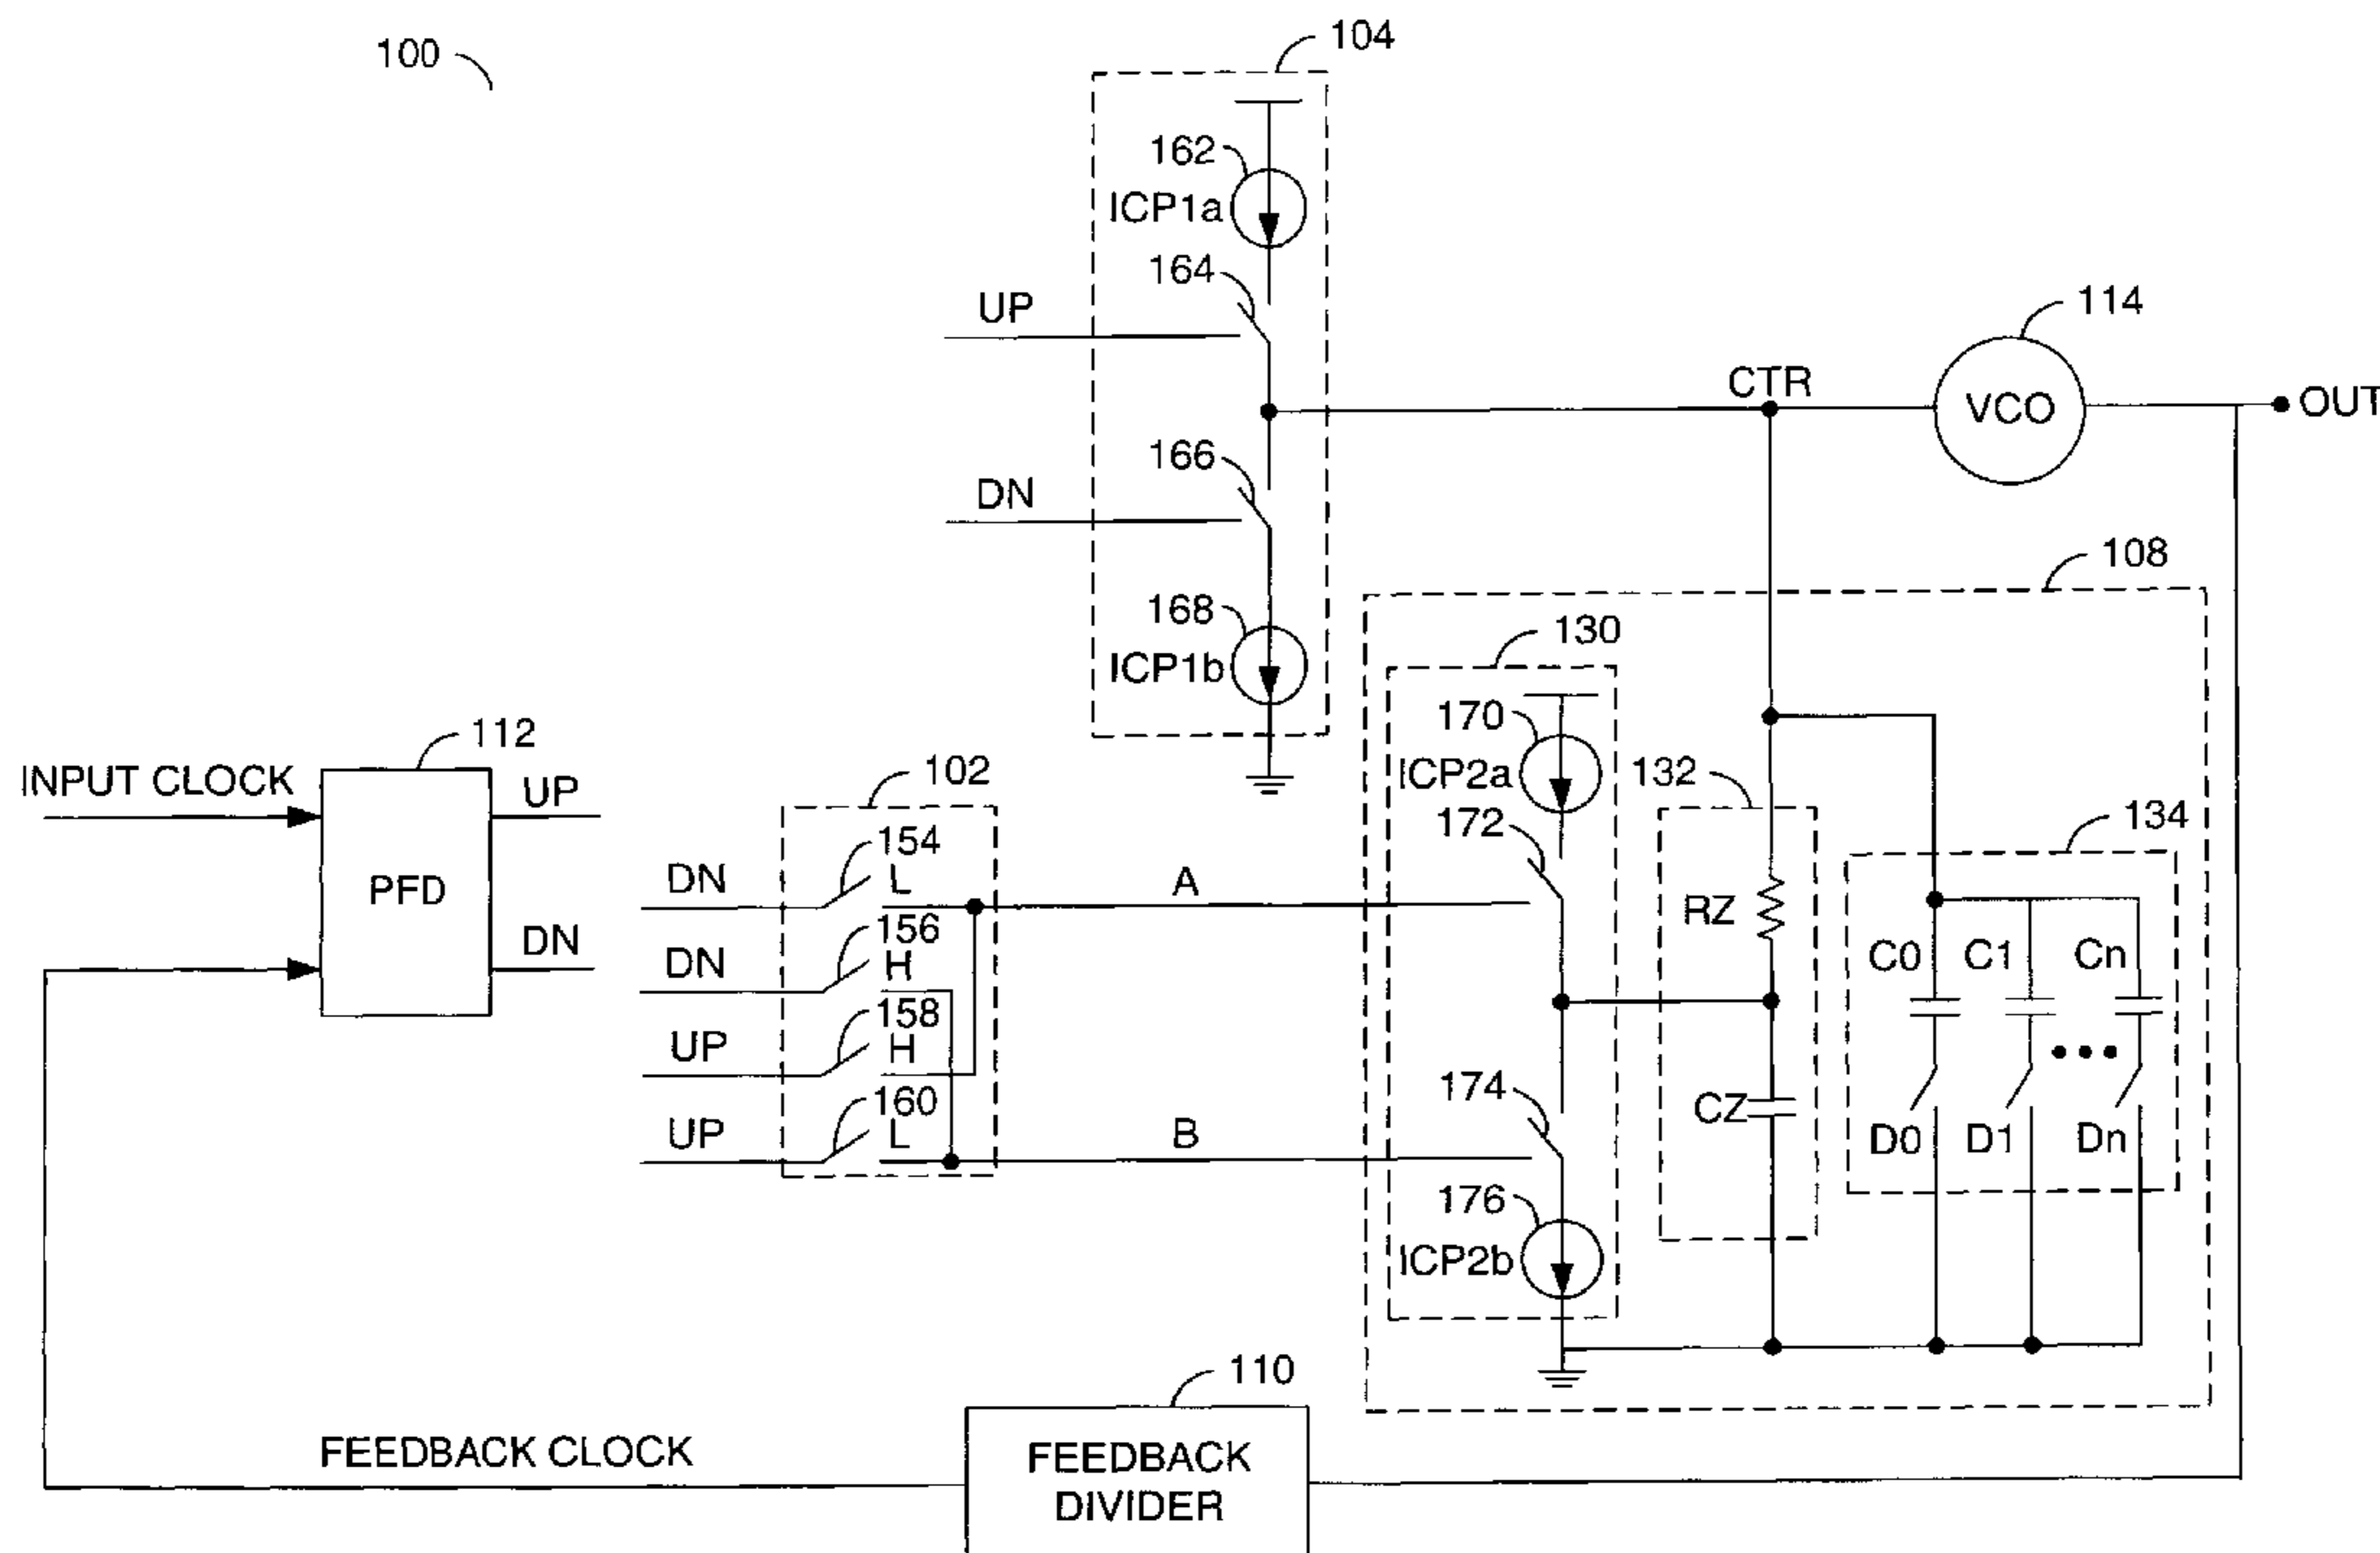 100
104
162
ICP1a
164
UP
114
CTR
VCO
OUT
166
DN
108
168
ICP1b
130
170
ICP2a
132
172
112
INPUT CLOCK
UP
102
154
134
DN
L
A
PFD
RZ
156
DN
DN
H
C0
C1
Cn
158
UP
H
174
160
CZ
UP
L
B
D0
D1
Dn
176
ICP2b
110
FEEDBACK CLOCK
FEEDBACK
DIVIDER